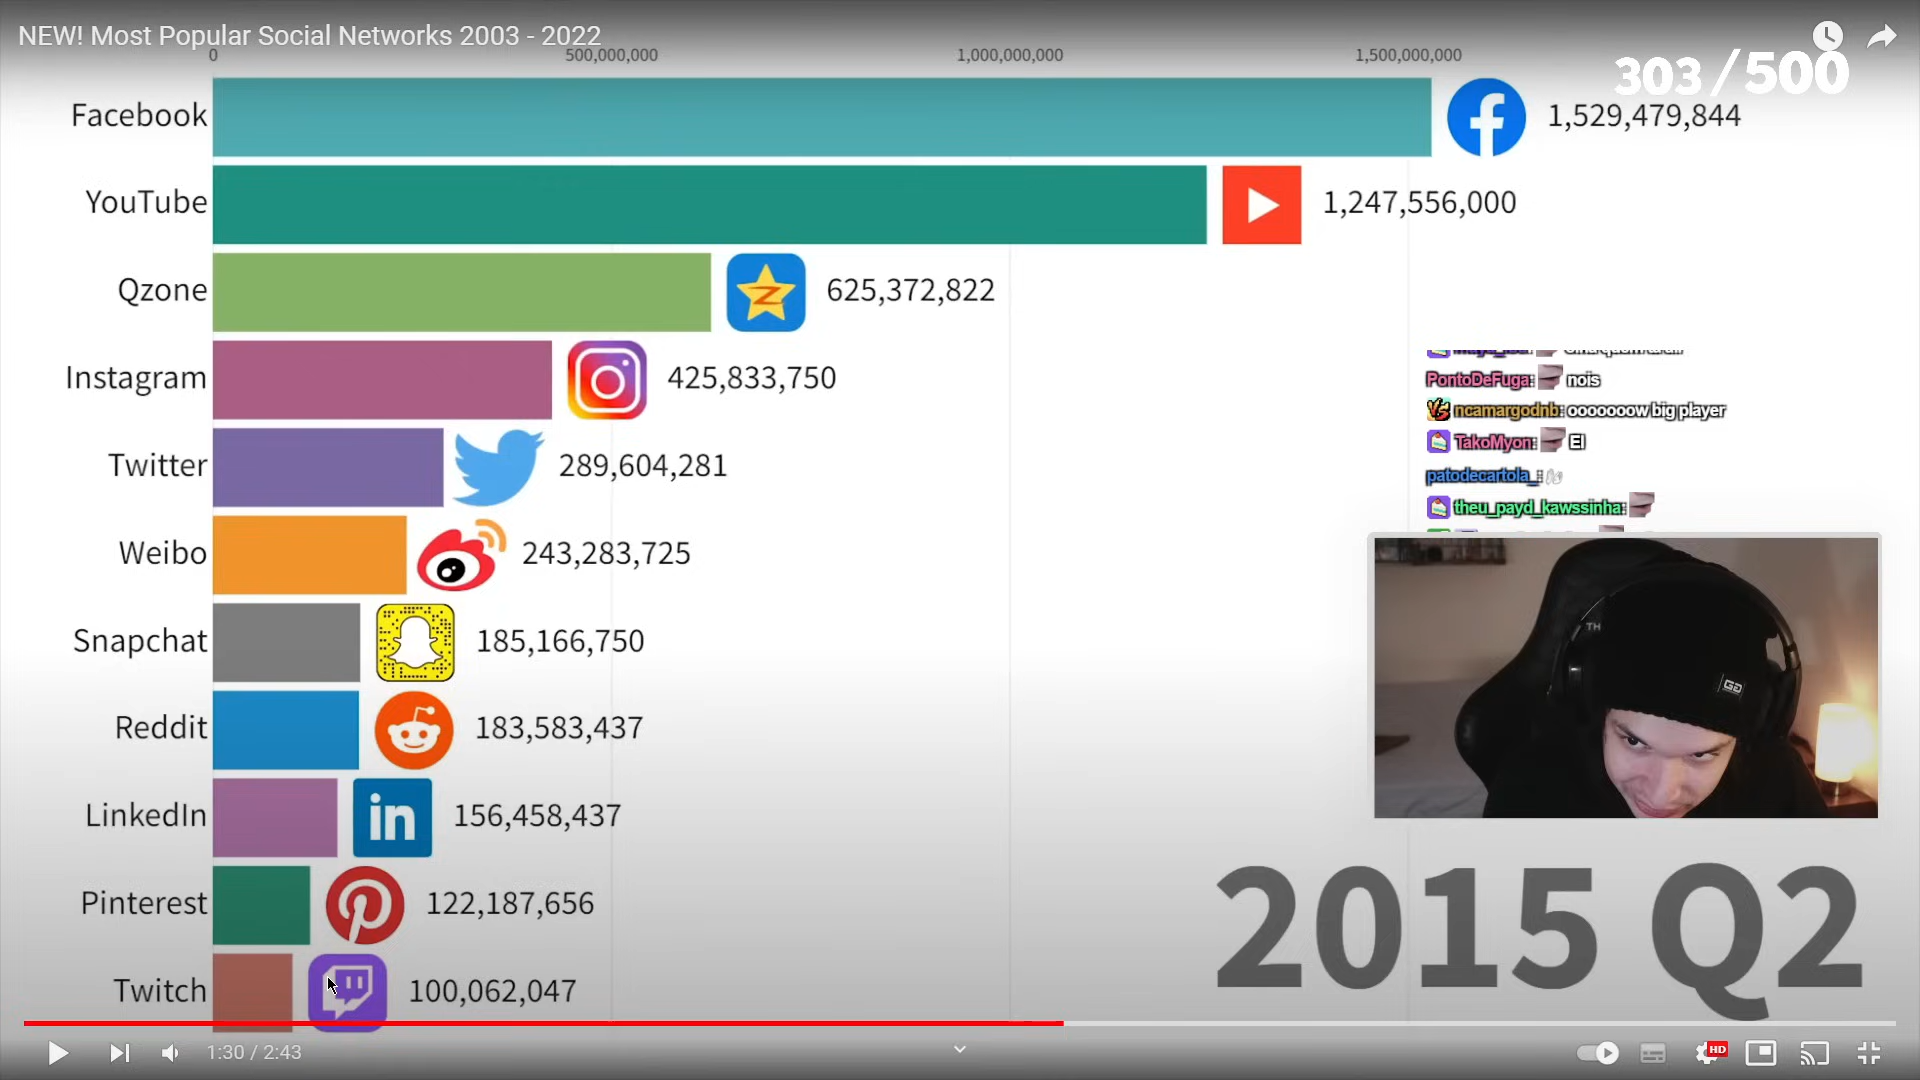 NEW! Most Popular Social Networks 2003 - 2022
0 500,000,000 1,000,000,000 1,500,000,000
303/500
Facebook 1,529,479,844
YouTube 1,247,556,000
Qzone 625,372,822
Instagram 425,833,750
Twitter 289,604,281
Weibo 243,283,725
Snapchat 185,166,750
Reddit 183,583,437
LinkedIn in 156,458,437
Pinterest 122,187,656
Twitch 100,062,047
PontoDeFuga: nois
ncamargodnb: ooooooow big player
TakoMyon: EI
patodecartola_:
theu_payd_kawssinha:
TH
2015 Q2
1:30 / 2:43
HD